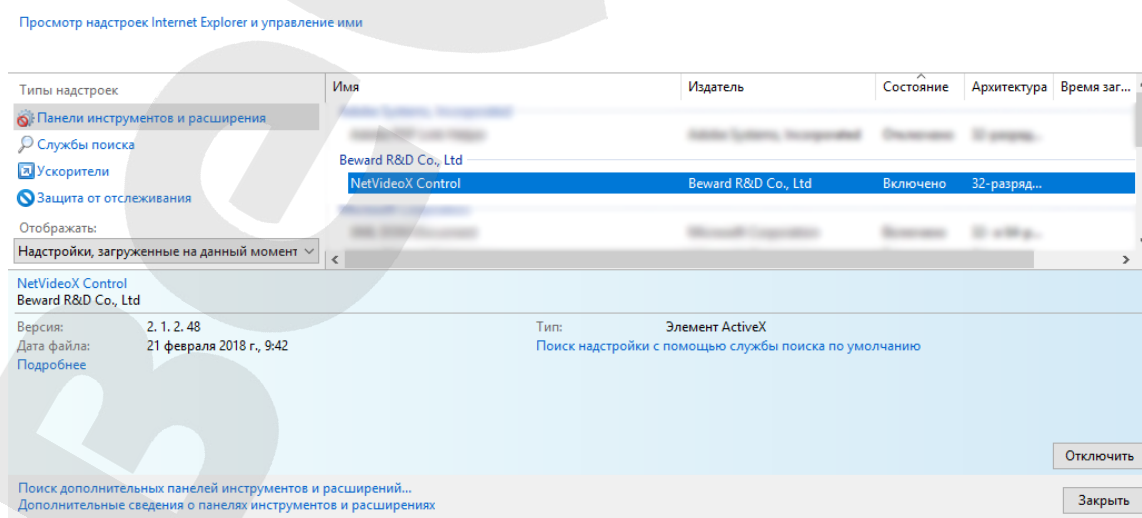 Просмотр надстроек Internet Explorer и управление ими
Типы надстроек
Панели инструментов и расширения
Службы поиска
Ускорители
Защита от отслеживания
Отображать:
Надстройки, загруженные на данный момент
Имя Издатель Состояние Архитектура Время заг...
Beward R&D Co., Ltd
NetVideoX Control Beward R&D Co., Ltd Включено 32-разряд...
NetVideoX Control
Beward R&D Co., Ltd
Версия: 2. 1. 2. 48 Тип: Элемент ActiveX
Дата файла: 21 февраля 2018 г., 9:42 Поиск надстройки с помощью службы поиска по умолчанию
Подробнее
Отключить
Поиск дополнительных панелей инструментов и расширений...
Дополнительные сведения о панелях инструментов и расширениях
Закрыть